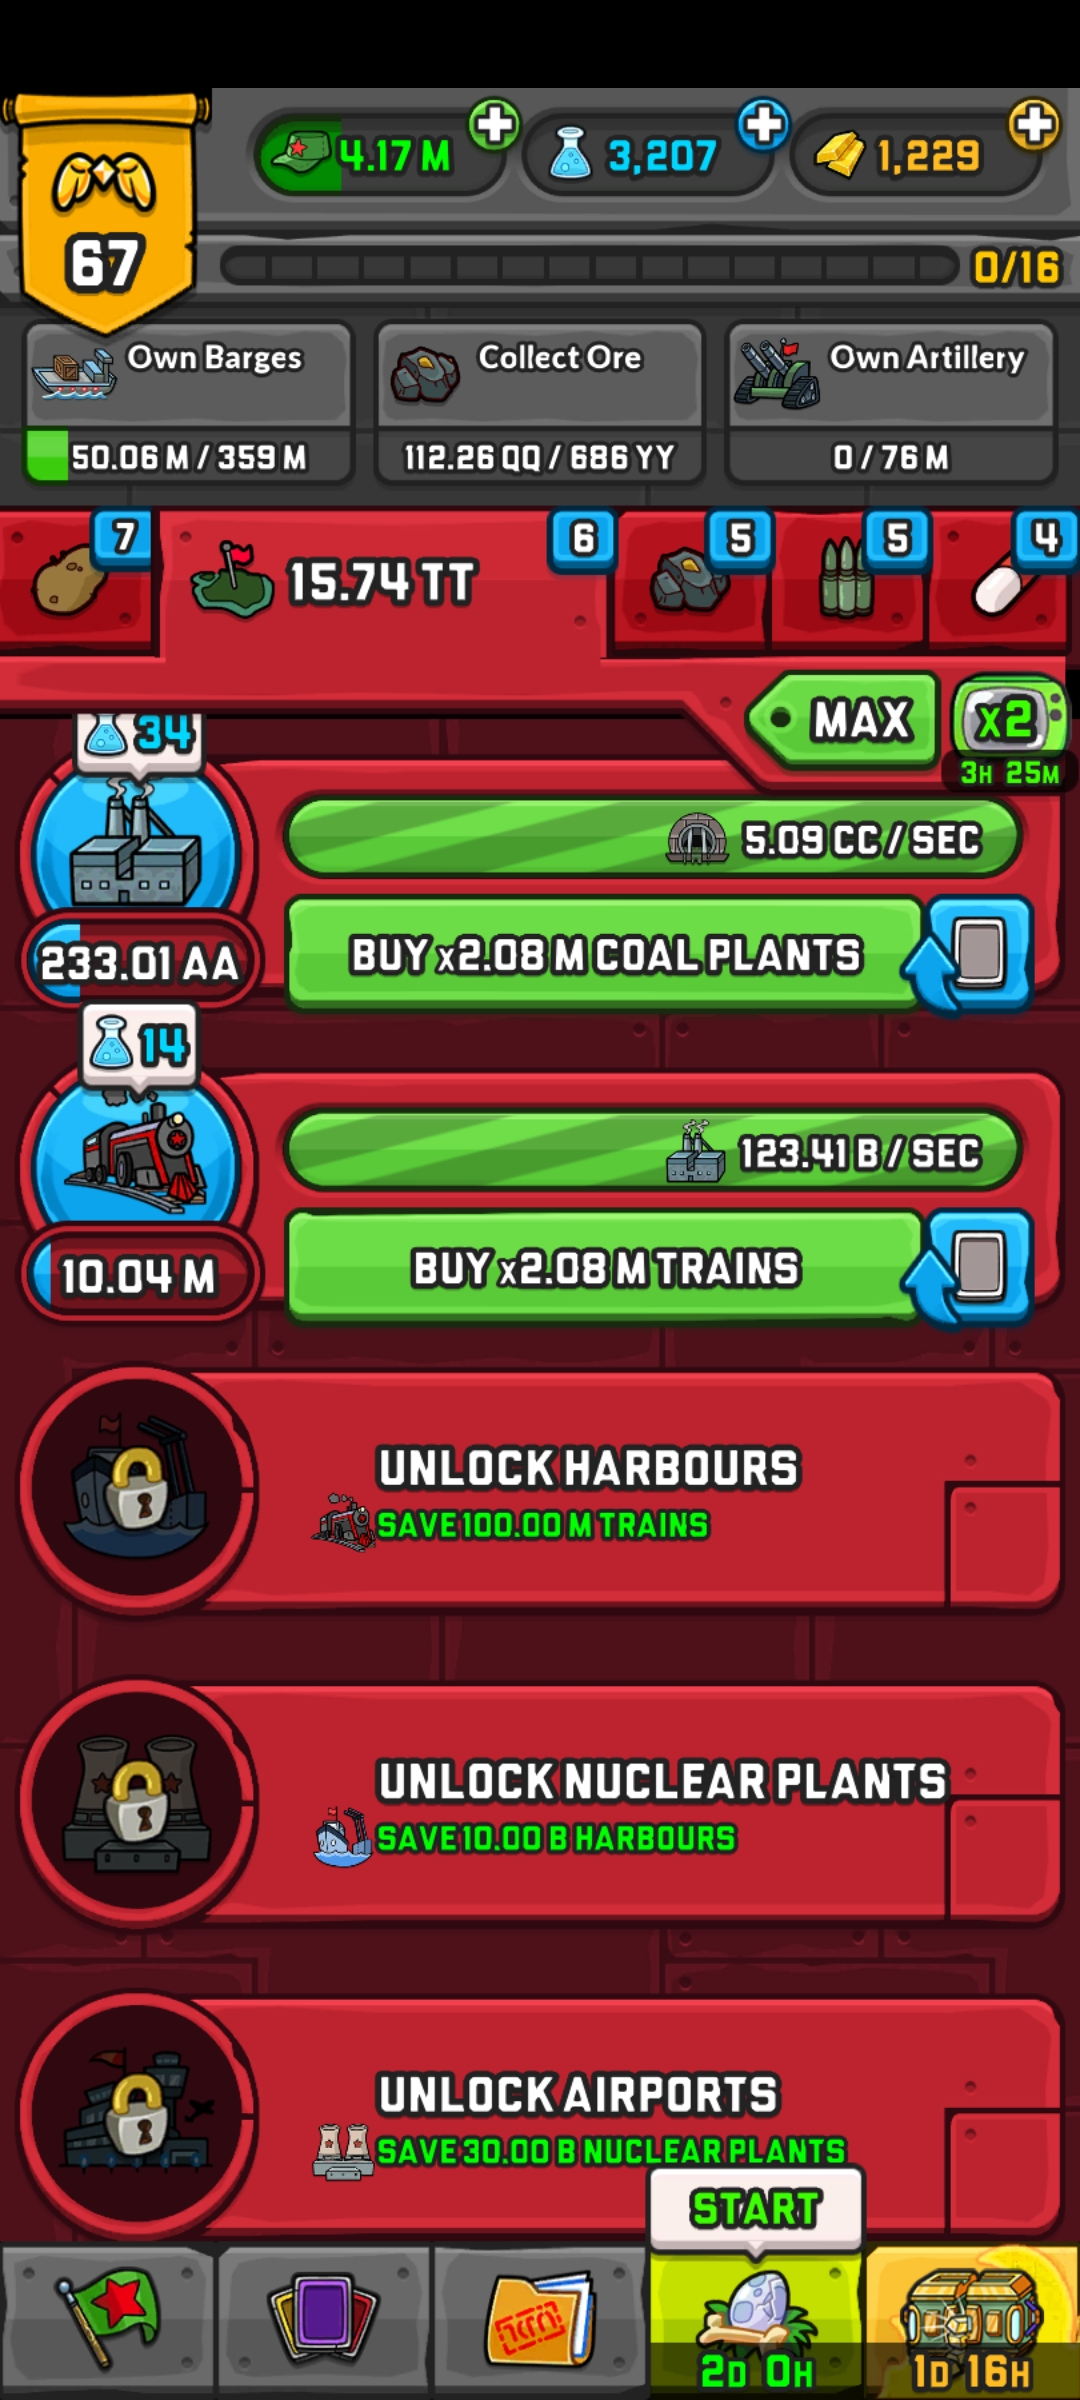 4.17 M
3,207
1,229
67
0/16
Own Barges
50.06 M / 359 M
Collect Ore
112.26 QQ / 686 YY
Own Artillery
0 / 76 M
7
15.74 TT
6
5
5
4
MAX
x2
3H 25M
34
5.09 CC / SEC
233.01 AA
BUY x2.08 M COAL PLANTS
14
123.41 B / SEC
10.04 M
BUY x2.08 M TRAINS
UNLOCK HARBOURS
SAVE 100.00 M TRAINS
UNLOCK NUCLEAR PLANTS
SAVE 10.00 B HARBOURS
UNLOCK AIRPORTS
SAVE 30.00 B NUCLEAR PLANTS
START
2D 0H
1D 16H